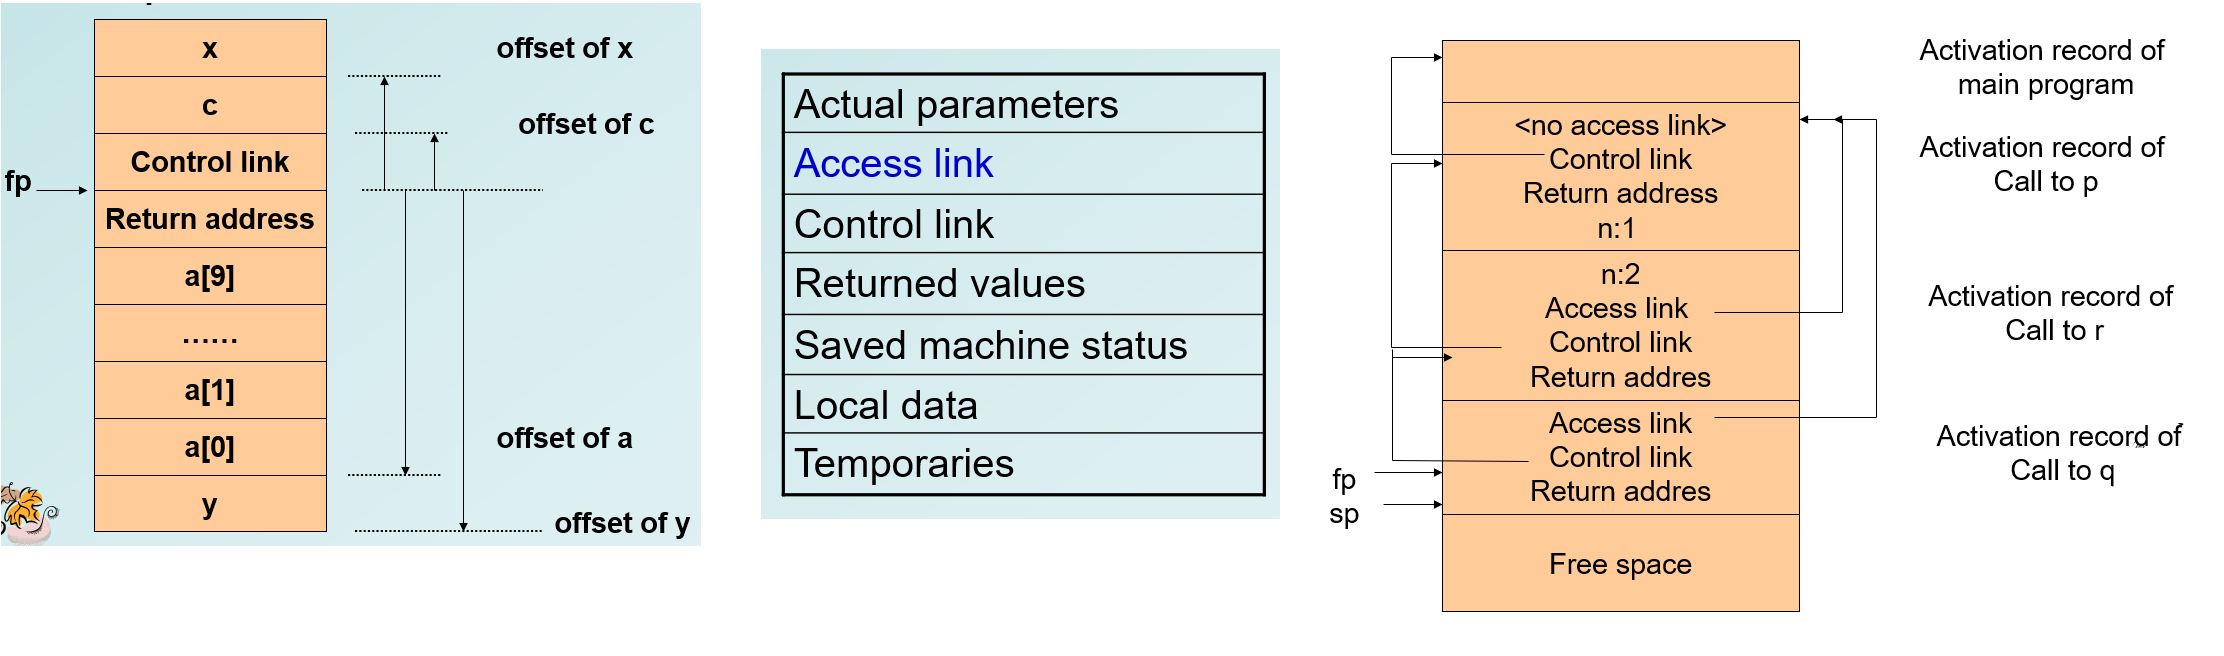 x
offset of x
c
offset of c
Control link
fp
Return address
a[9]
......
a[1]
offset of a
a[0]
y
offset of y
Actual parameters
Access link
Control link
Returned values
Saved machine status
Local data
Temporaries
Activation record of
main program
<no access link>
Control link
Return address
n:1
Activation record of
Call to p
n:2
Access link
Control link
Return addres
Activation record of
Call to r
Access link
Control link
Return addres
Activation record of
Call to q
fp
sp
Free space